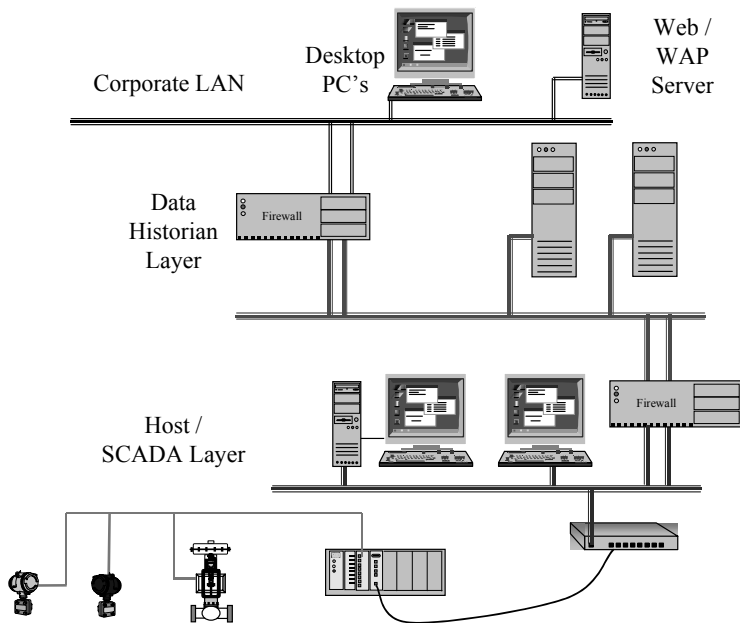 Corporate LAN
Desktop
PC's
Web /
WAP
Server
Data
Historian
Layer
Firewall
Host /
SCADA Layer
Firewall